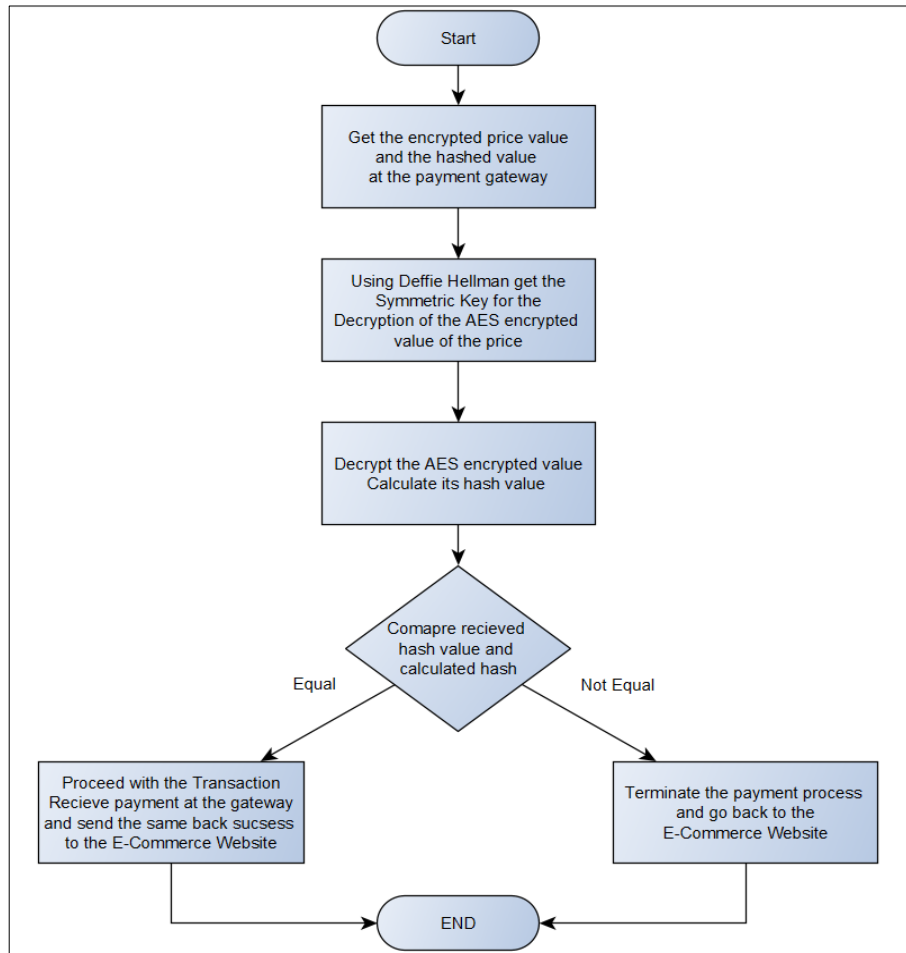 Start
Get the encrypted price value
and the hashed value
at the payment gateway
Using Deffie Hellman get the
Symmetric Key for the
Decryption of the AES encrypted
value of the price
Decrypt the AES encrypted value
Calculate its hash value
Comapre recieved
hash value and
calculated hash
Equal
Not Equal
Proceed with the Transaction
Recieve payment at the gateway
and send the same back sucsess
to the E-Commerce Website
Terminate the payment process
and go back to the
E-Commerce Website
END